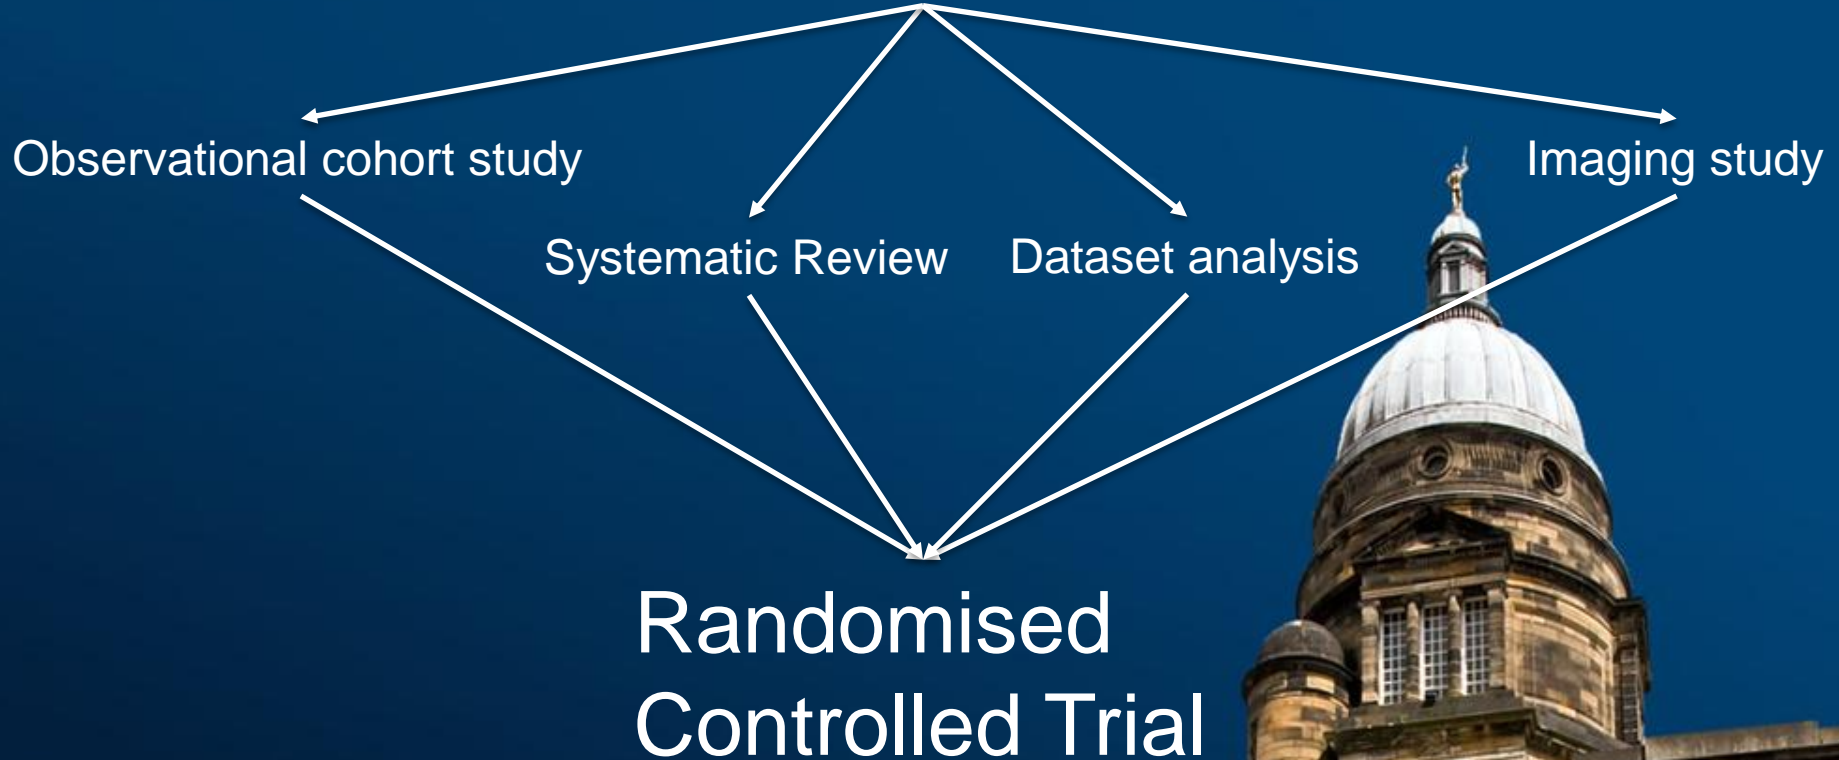 Observational cohort study
Imaging study
Systematic Review
Dataset analysis
Randomised
Controlled Trial